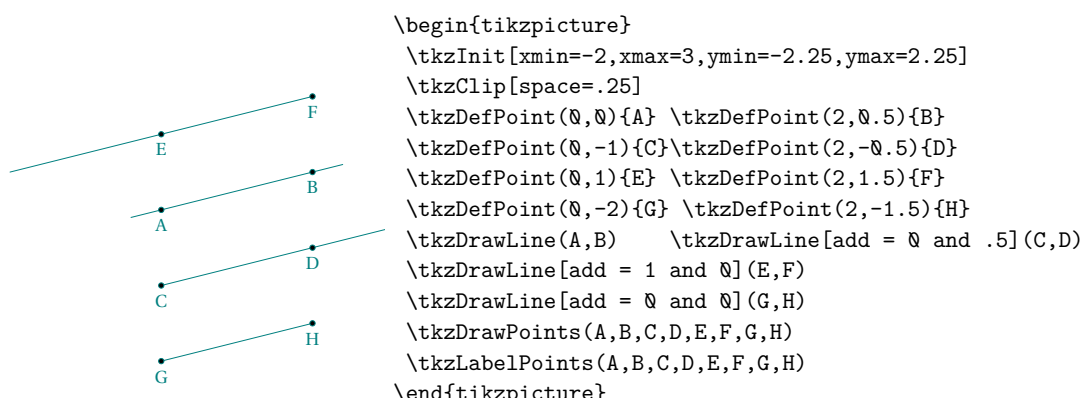 F
E
B
A
D
C
H
G
\begin{tikzpicture}
\tkzInit[xmin=-2,xmax=3,ymin=-2.25,ymax=2.25]
\tkzClip[space=.25]
\tkzDefPoint(0,0){A} \tkzDefPoint(2,0.5){B}
\tkzDefPoint(0,-1){C}\tkzDefPoint(2,-0.5){D}
\tkzDefPoint(0,1){E} \tkzDefPoint(2,1.5){F}
\tkzDefPoint(0,-2){G} \tkzDefPoint(2,-1.5){H}
\tkzDrawLine(A,B)    \tkzDrawLine[add = 0 and .5](C,D)
\tkzDrawLine[add = 1 and 0](E,F)
\tkzDrawLine[add = 0 and 0](G,H)
\tkzDrawPoints(A,B,C,D,E,F,G,H)
\tkzLabelPoints(A,B,C,D,E,F,G,H)
\end{tikzpicture}